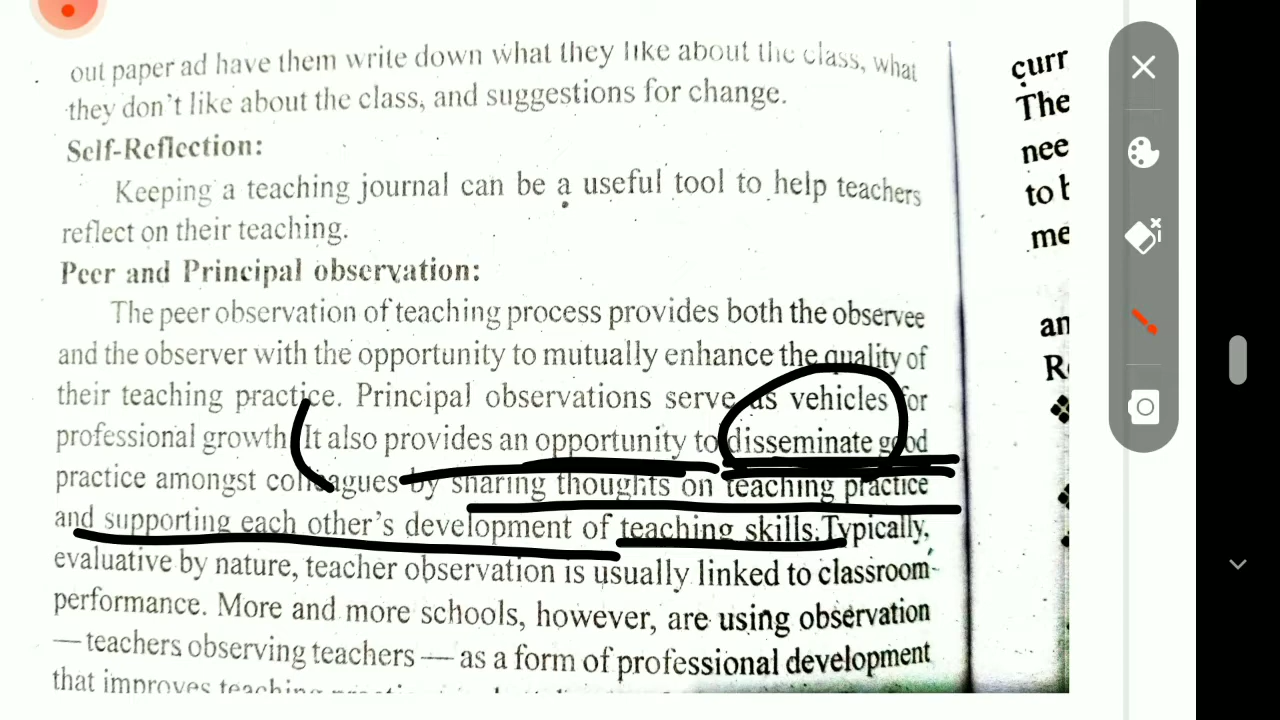 out paper ad have them write down what they like about the class, what
they don't like about the class, and suggestions for change.
Self-Reflection:
Keeping a teaching journal can be a useful tool to help teachers
reflect on their teaching.
Peer and Principal observation:
The peer observation of teaching process provides both the observee
and the observer with the opportunity to mutually enhance the quality of
their teaching practice. Principal observations serve as vehicles for
professional growth. It also provides an opportunity to disseminate good
practice amongst colleagues by sharing thoughts on teaching practice
and supporting each other's development of teaching skills. Typically,
evaluative by nature, teacher observation is usually linked to classroom
performance. More and more schools, however, are using observation
— teachers observing teachers — as a form of professional development
that improves teaching
curr
The
nee
to b
me
an